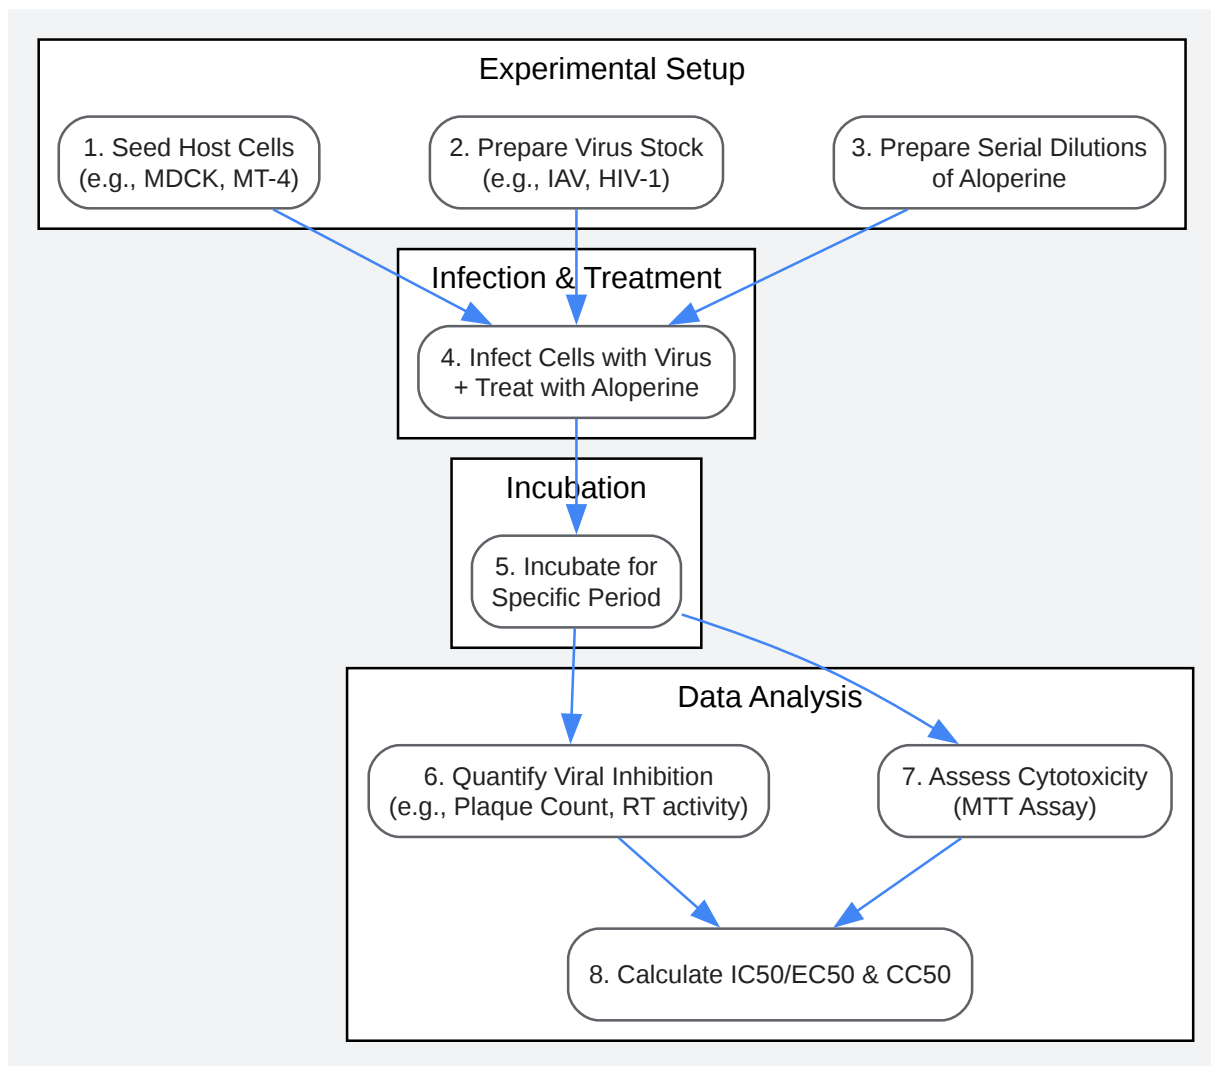 Experimental Setup
1. Seed Host Cells
(e.g., MDCK, MT-4)
2. Prepare Virus Stock
(e.g., IAV, HIV-1)
3. Prepare Serial Dilutions
of Aloperine
Infection & Treatment
4. Infect Cells with Virus
+ Treat with Aloperine
Incubation
5. Incubate for
Specific Period
Data Analysis
6. Quantify Viral Inhibition
(e.g., Plaque Count, RT activity)
7. Assess Cytotoxicity
(MTT Assay)
8. Calculate IC50/EC50 & CC50